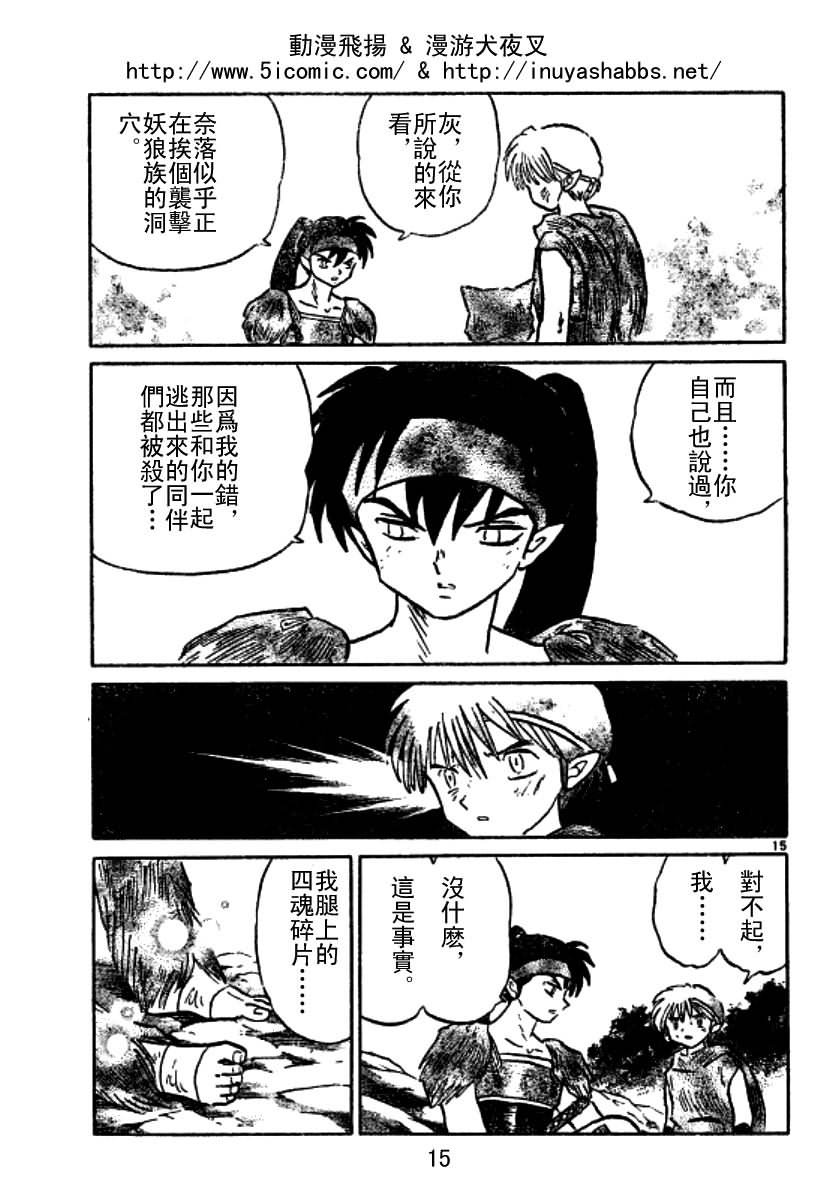 動漫飛揚 & 漫游犬夜叉
http://www.5icomic.com/ & http://inuyashabbs.net/
灰，從你
所說的來
看，
奈落似乎正
在挨個襲擊
妖狼族的洞
穴。
而且……你
自己也說過，
因爲我的錯，
那些和你一起
逃出來的同伴
們都被殺了…
15
對不起，
我……
沒什麽，
這是事實。
我腿上的
四魂碎片……
15